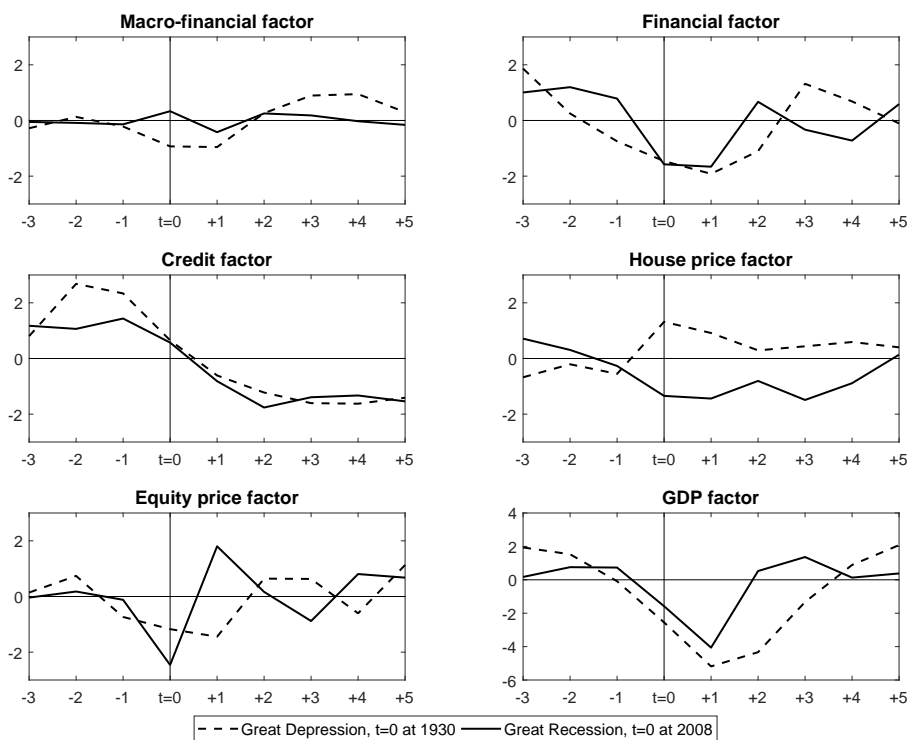 Macro-financial factor
2
0
-2
-3 -2 -1 t=0 +1 +2 +3 +4 +5
Financial factor
2
0
-2
-3 -2 -1 t=0 +1 +2 +3 +4 +5
Credit factor
2
0
-2
-3 -2 -1 t=0 +1 +2 +3 +4 +5
House price factor
2
0
-2
-3 -2 -1 t=0 +1 +2 +3 +4 +5
Equity price factor
2
0
-2
-3 -2 -1 t=0 +1 +2 +3 +4 +5
GDP factor
4
2
0
-2
-4
-6
-3 -2 -1 t=0 +1 +2 +3 +4 +5
Great Depression, t=0 at 1930 Great Recession, t=0 at 2008